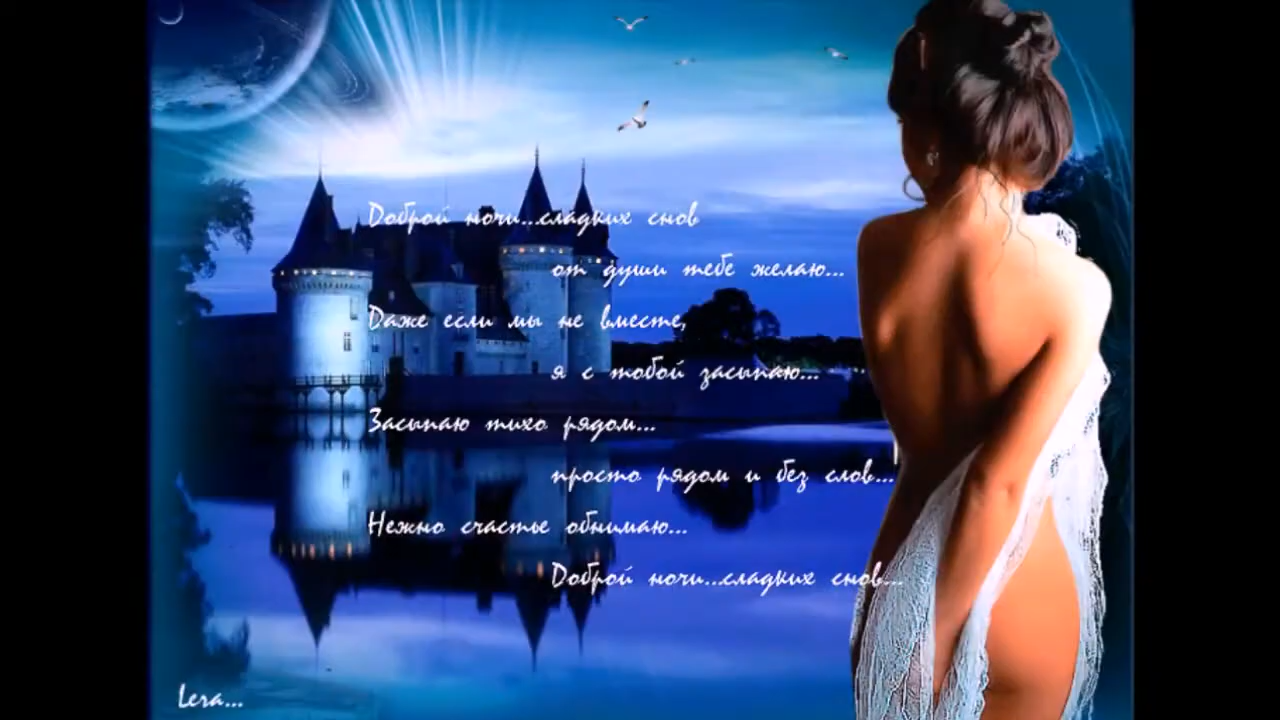 Доброй ночи...сладких снов
от души тебе желаю...
Даже если мы не вместе,
я с тобой засыпаю...
Засыпаю тихо рядом...
просто рядом и без слов...
Нежно счастье обнимаю...
Доброй ночи...сладких снов...
Lera...